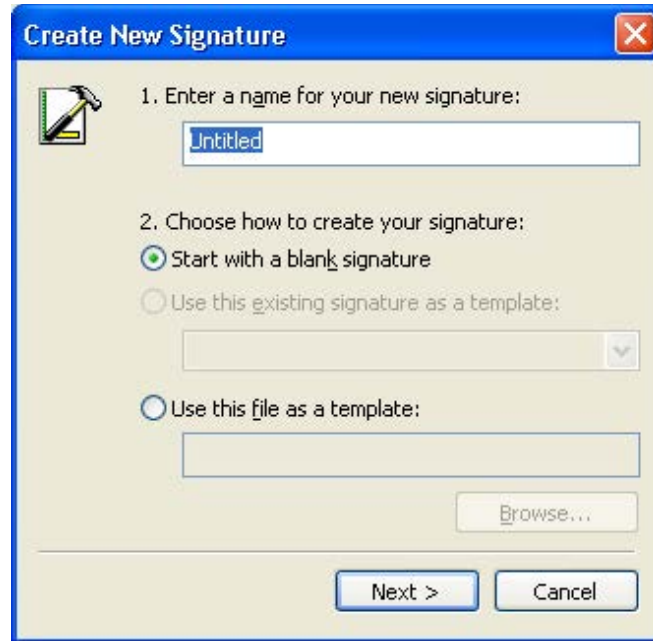 Create New Signature
1. Enter a name for your new signature:
Untitled
2. Choose how to create your signature:
Start with a blank signature
Use this existing signature as a template:
Use this file as a template:
Browse...
Next >
Cancel